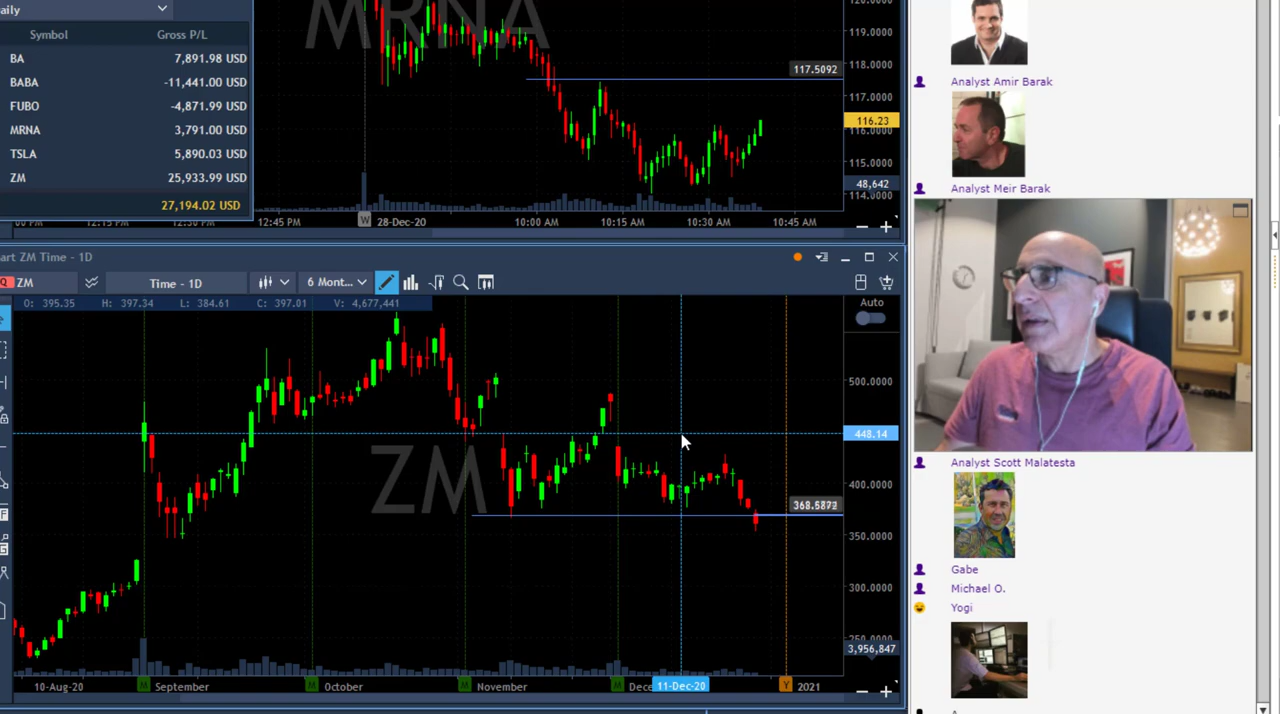 aily
Symbol Gross P/L
BA 7,891.98 USD
BABA -11,441.00 USD
FUBO -4,871.99 USD
MRNA 3,791.00 USD
TSLA 5,890.03 USD
ZM 25,933.99 USD
27,194.02 USD
MRNA
119.0000
118.0000
117.5092
117.0000
116.23
116.0000
115.0000
48,642
114.0000
12:45 PM W 28-Dec-20 10:00 AM 10:15 AM 10:30 AM 10:45 AM
art ZM Time - 1D
Q ZM Time - 1D 6 Mont...
O: 395.35 H: 397.34 L: 384.61 C: 397.01 V: 4,677,441
Auto
500.0000
448.14
ZM
400.0000
368.5872
350.0000
300.0000
250.0000
3,956,847
10-Aug-20 M September M October M November M Dece 11-Dec-20 Y 2021
Analyst Amir Barak
Analyst Meir Barak
Analyst Scott Malatesta
Gabe
Michael O.
Yogi